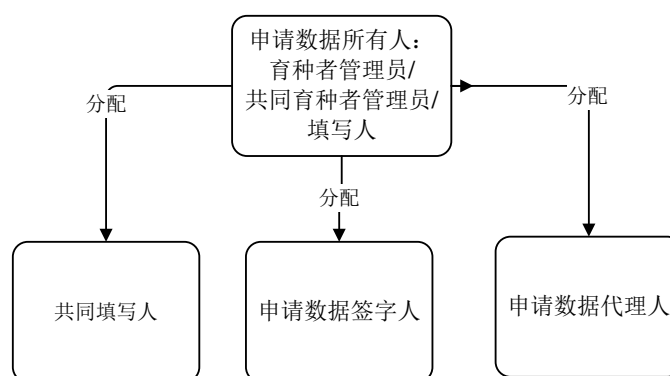 申请数据所有人：
育种者管理员/
共同育种者管理员/
填写人
分配
分配
分配
共同填写人
申请数据签字人
申请数据代理人